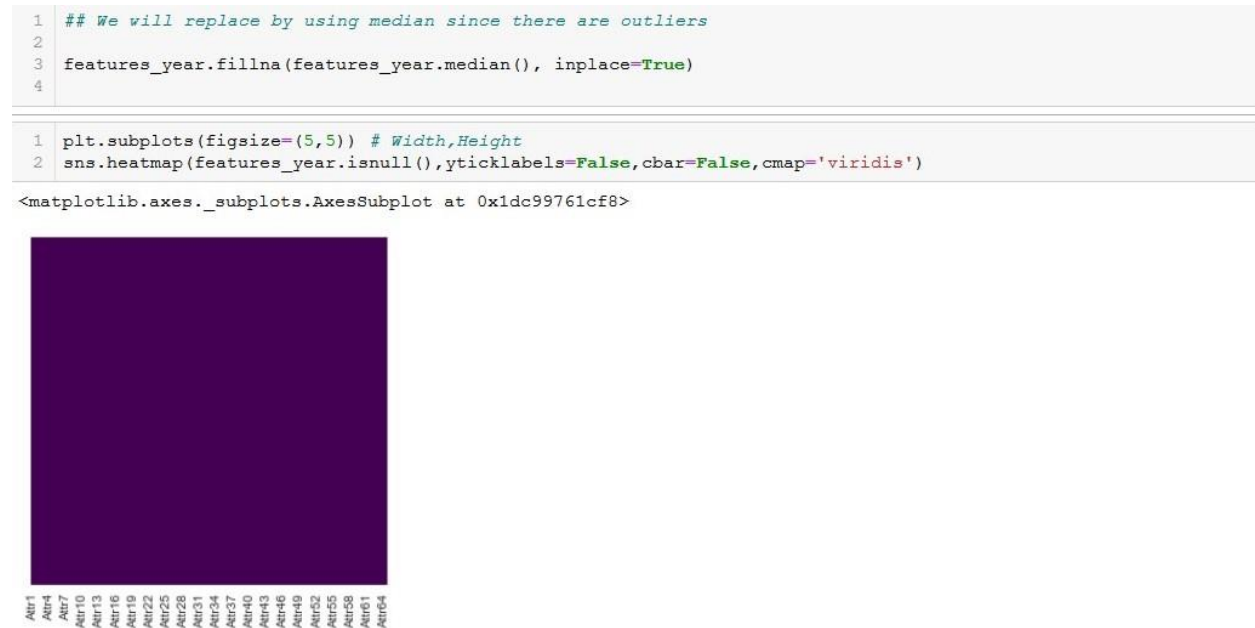 1 ## We will replace by using median since there are outliers
2
3 features_year.fillna(features_year.median(), inplace=True)
4
1 plt.subplots(figsize=(5,5)) # Width,Height
2 sns.heatmap(features_year.isnull(),yticklabels=False,cbar=False,cmap='viridis')
<matplotlib.axes._subplots.AxesSubplot at 0x1dc99761cf8>
Attr1 Attr4 Attr7 Attr10 Attr13 Attr16 Attr19 Attr22 Attr25 Attr28 Attr31 Attr34 Attr37 Attr40 Attr43 Attr46 Attr49 Attr52 Attr55 Attr58 Attr61 Attr64